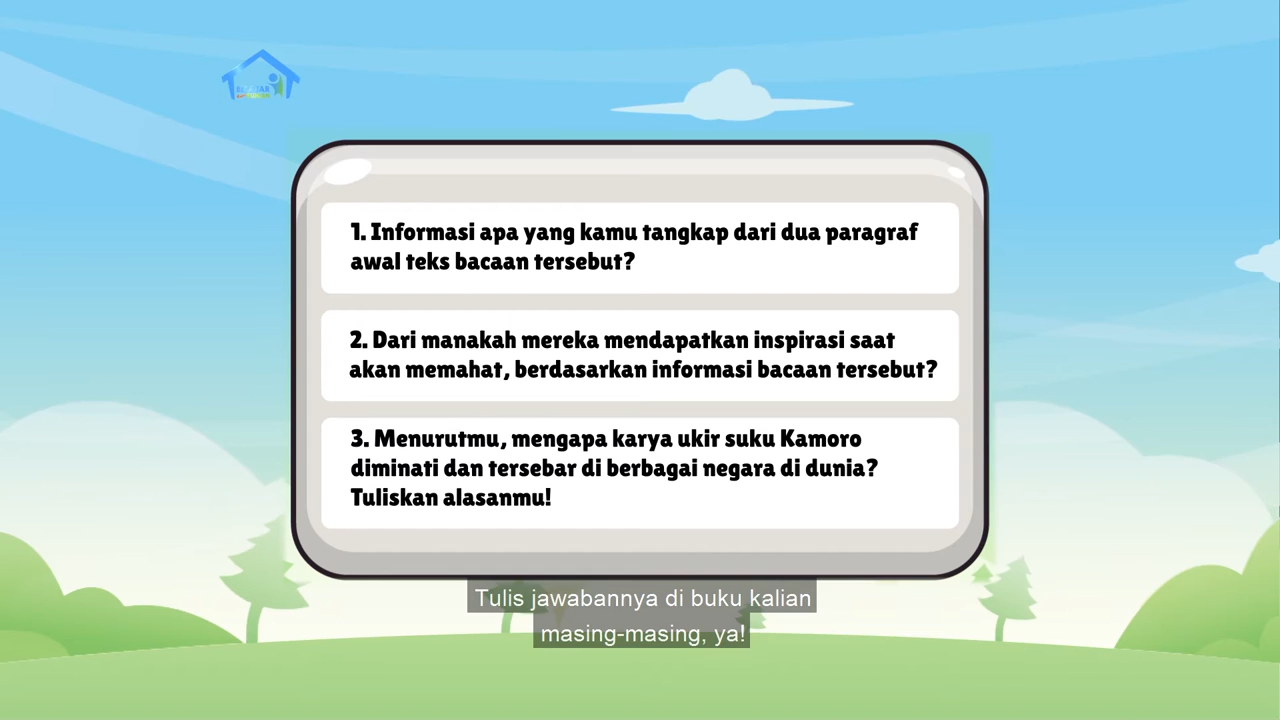 1. Informasi apa yang kamu tangkap dari dua paragraf
awal teks bacaan tersebut?
2. Dari manakah mereka mendapatkan inspirasi saat
akan memahat, berdasarkan informasi bacaan tersebut?
3. Menurutmu, mengapa karya ukir suku Kamoro
diminati dan tersebar di berbagai negara di dunia?
Tuliskan alasanmu!
Tulis jawabannya di buku kalian
masing-masing, ya!